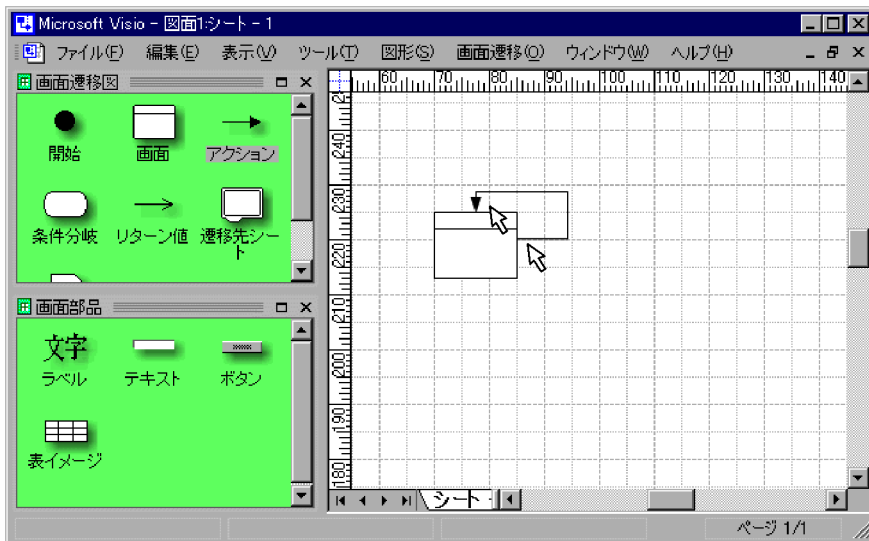 Microsoft Visio - 図面1:シート - 1
ファイル(F) 編集(E) 表示(V) ツール(T) 図形(S) 画面遷移(O) ウィンドウ(W) ヘルプ(H)
画面遷移図
開始 画面 アクション
条件分岐 リターン値 遷移先シー
ト
画面部品
文字
ラベル テキスト ボタン
表イメージ
60 70 80 90 100 110 120 130 140
240
230
220
210
200
190
180
シート -
ページ 1/1